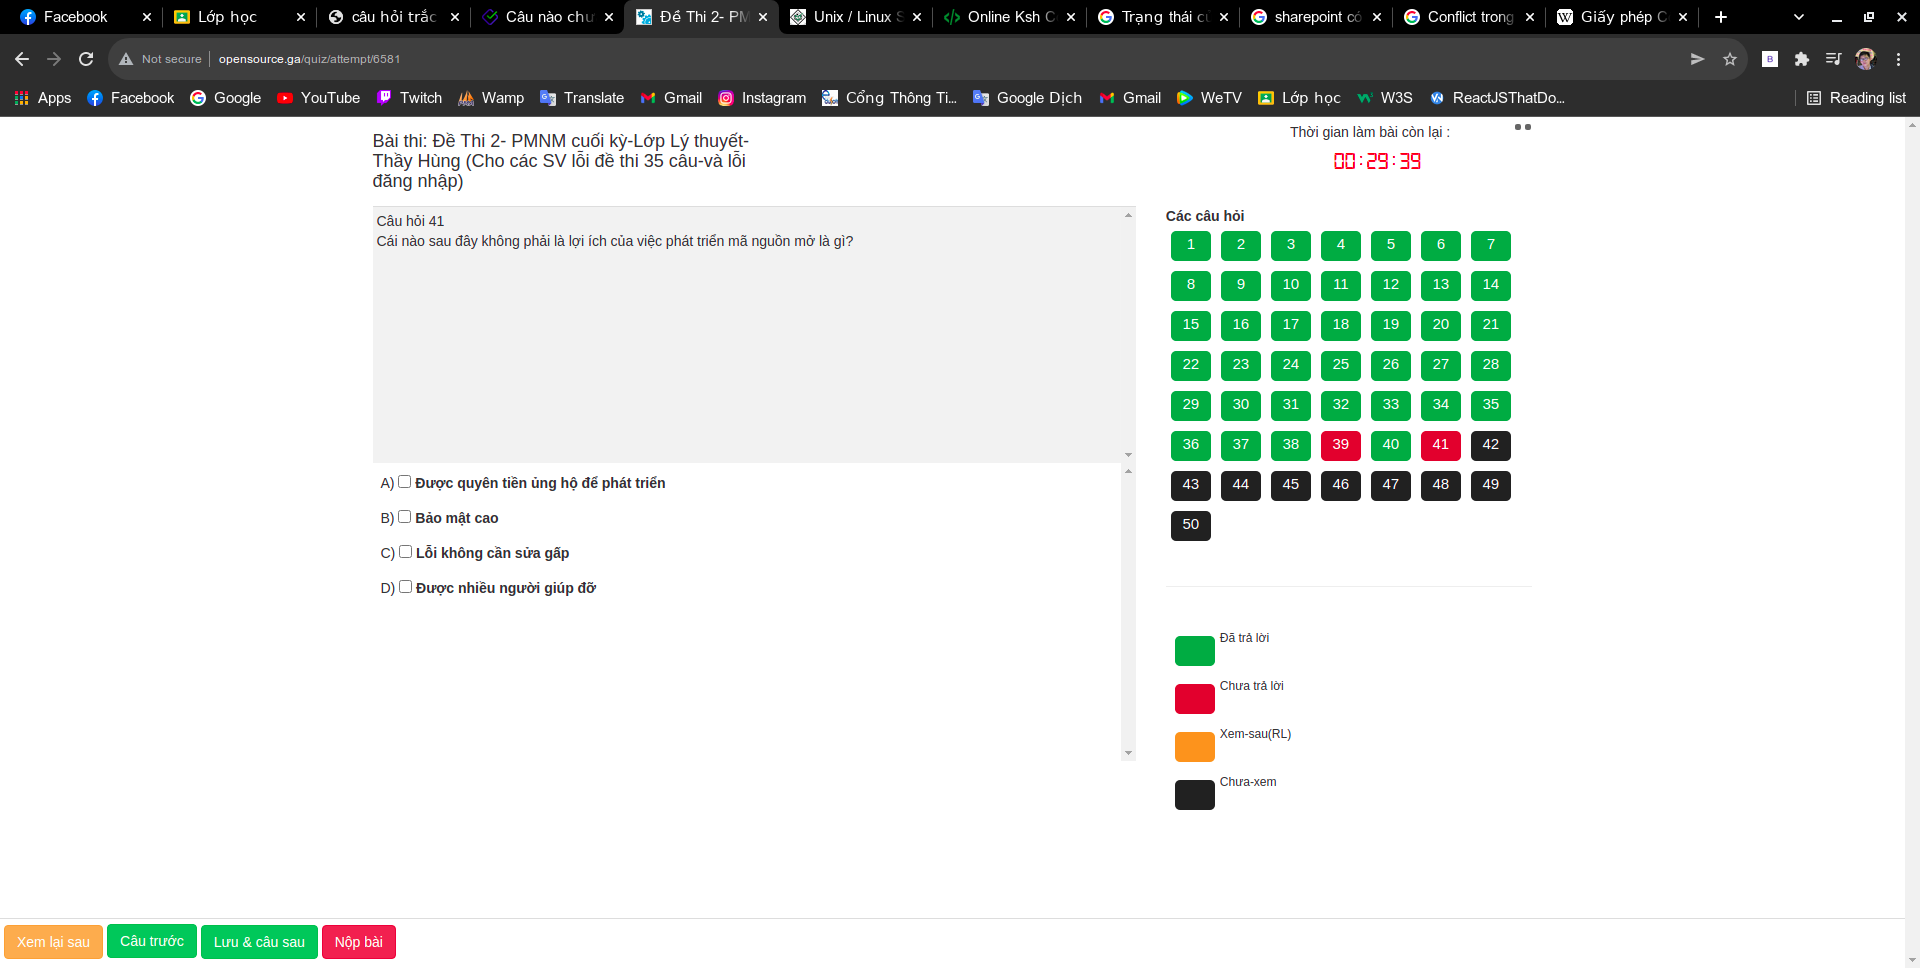 Facebook
Lớp học
câu hỏi trắc
Câu nào chư
Đề Thi 2- PM
Unix / Linux S
Online Ksh C
Trạng thái củ
sharepoint có
Conflict trong
Giấy phép C
Not secure
opensource.ga/quiz/attempt/6581
Apps
Facebook
Google
YouTube
Twitch
Wamp
Translate
Gmail
Instagram
Cổng Thông Ti...
Google Dịch
Gmail
WeTV
Lớp học
W3S
ReactJSThatDo...
Reading list
Bài thi: Đề Thi 2- PMNM cuối kỳ-Lớp Lý thuyết-
Thầy Hùng (Cho các SV lỗi đề thi 35 câu-và lỗi
đăng nhập)
Thời gian làm bài còn lại :
00:29:39
Câu hỏi 41
Cái nào sau đây không phải là lợi ích của việc phát triển mã nguồn mở là gì?
A) Được quyên tiền ủng hộ để phát triển
B) Bảo mật cao
C) Lỗi không cần sửa gấp
D) Được nhiều người giúp đỡ
Các câu hỏi
1 2 3 4 5 6 7
8 9 10 11 12 13 14
15 16 17 18 19 20 21
22 23 24 25 26 27 28
29 30 31 32 33 34 35
36 37 38 39 40 41 42
43 44 45 46 47 48 49
50
Đã trả lời
Chưa trả lời
Xem-sau(RL)
Chưa-xem
Xem lại sau
Câu trước
Lưu & câu sau
Nộp bài